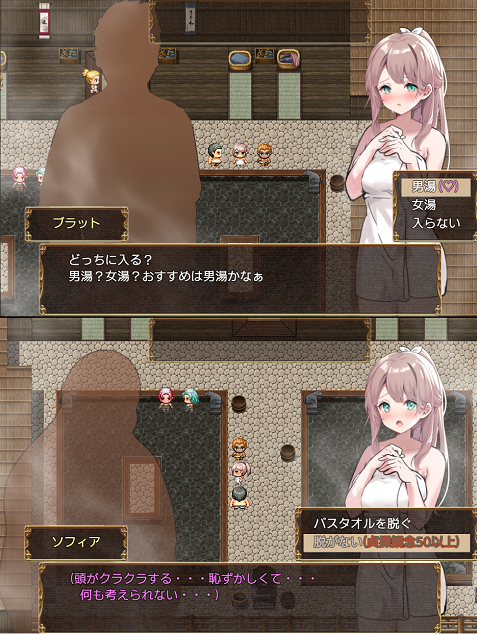 男湯(♡)
女湯
入らない
ブラット
どっちに入る？
男湯？女湯？おすすめは男湯かなぁ
バスタオルを脱ぐ
脱がない(貞操観念50以上)
ソフィア
（頭がクラクラする・・・恥ずかしくて・・・
何も考えられない・・・）